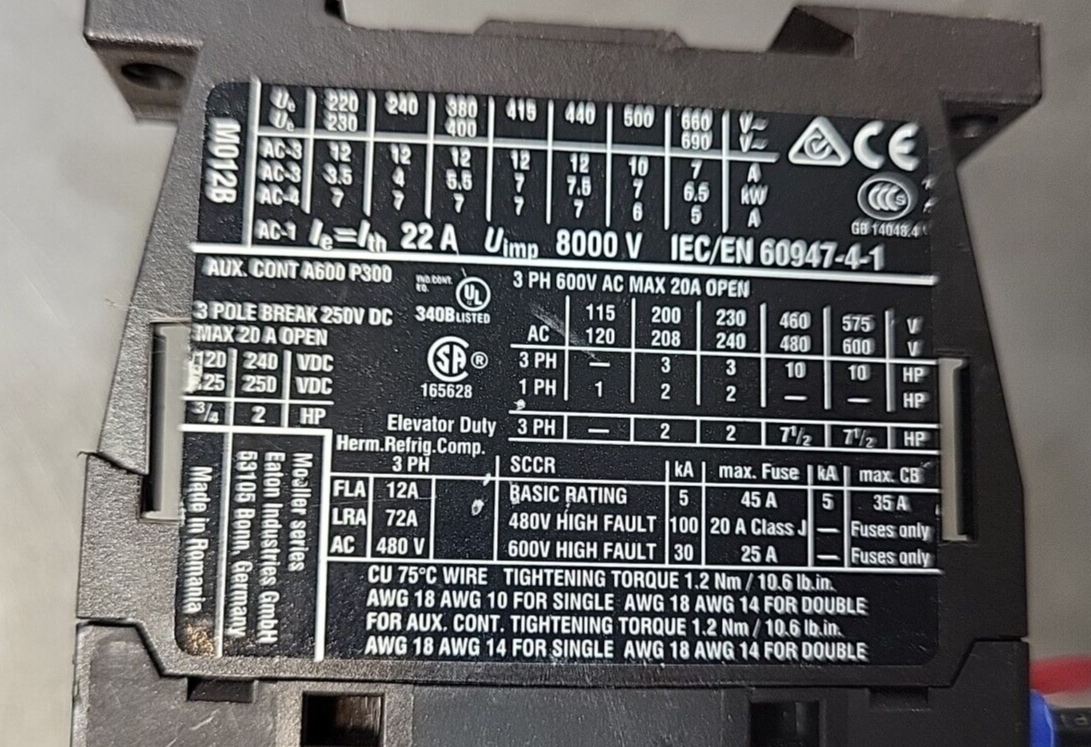 M012B
Ue 220 240 380 415 440 500 660 V~
Ue 230 400 690 V~
AC-3 12 12 12 12 12 10 7 A
AC-3 3.5 4 5.5 7 7.5 7 6.5 kW
AC-4 7 7 7 7 7 6 5 A
AC-1 Ie=Ith 22 A Uimp 8000 V IEC/EN 60947-4-1
CE
CCC S
GB 14048.4
AUX. CONT A600 P300
IND.CONT. EQ.
UL
340B LISTED
3 PH 600V AC MAX 20A OPEN
3 POLE BREAK 250V DC
MAX 20 A OPEN
120 240 VDC
125 250 VDC
3/4 2 HP
SA ®
165628
115 200 230 460 575 V
AC 120 208 240 480 600 V
3 PH — 3 3 10 10 HP
1 PH 1 2 2 — — HP
Elevator Duty 3 PH — 2 2 7 1/2 7 1/2 HP
Herm.Refrig.Comp.
3 PH
FLA 12A
LRA 72A
AC 480 V
SCCR kA max. Fuse kA max. CB
BASIC RATING 5 45 A 5 35 A
480V HIGH FAULT 100 20 A Class J — Fuses only
600V HIGH FAULT 30 25 A — Fuses only
CU 75°C WIRE TIGHTENING TORQUE 1.2 Nm / 10.6 lb.in.
AWG 18 AWG 10 FOR SINGLE AWG 18 AWG 14 FOR DOUBLE
FOR AUX. CONT. TIGHTENING TORQUE 1.2 Nm / 10.6 lb.in.
AWG 18 AWG 14 FOR SINGLE AWG 18 AWG 14 FOR DOUBLE
Moeller series
Eaton Industries GmbH
53105 Bonn, Germany
Made in Romania